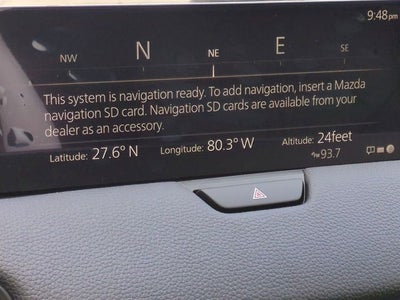 9:48pm
NW N NE E SE
This system is navigation ready. To add navigation, insert a Mazda
navigation SD card. Navigation SD cards are available from your
dealer as an accessory.
Latitude: 27.6° N Longitude: 80.3° W Altitude: 24feet
93.7